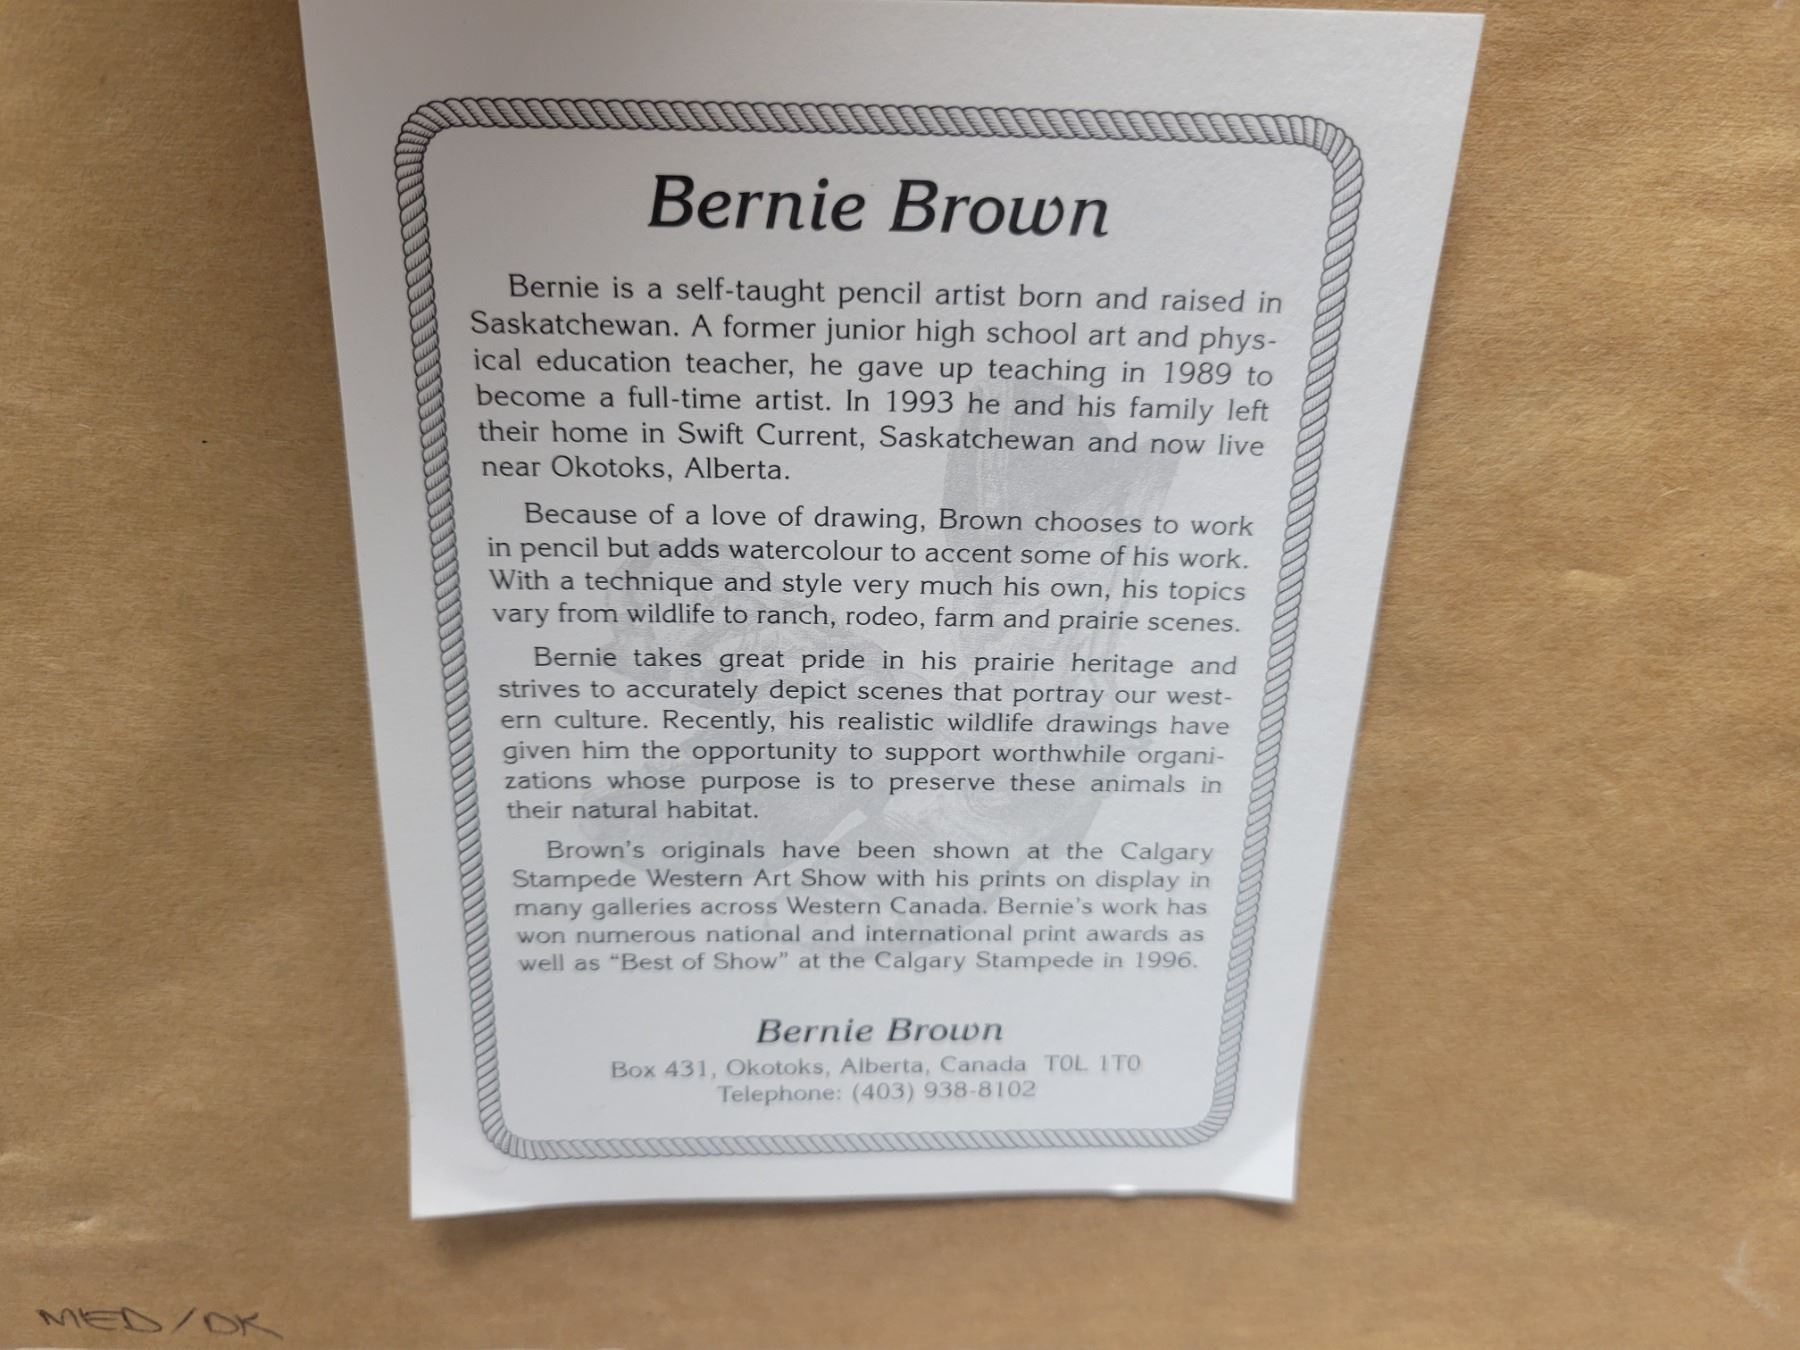 Bernie Brown
Bernie is a self-taught pencil artist born and raised in
Saskatchewan. A former junior high school art and phys-
ical education teacher, he gave up teaching in 1989 to
become a full-time artist. In 1993 he and his family left
their home in Swift Current, Saskatchewan and now live
near Okotoks, Alberta.
Because of a love of drawing, Brown chooses to work
in pencil but adds watercolour to accent some of his work.
With a technique and style very much his own, his topics
vary from wildlife to ranch, rodeo, farm and prairie scenes.
Bernie takes great pride in his prairie heritage and
strives to accurately depict scenes that portray our west-
ern culture. Recently, his realistic wildlife drawings have
given him the opportunity to support worthwhile organi-
zations whose purpose is to preserve these animals in
their natural habitat.
Brown's originals have been shown at the Calgary
Stampede Western Art Show with his prints on display in
many galleries across Western Canada. Bernie's work has
won numerous national and international print awards as
well as "Best of Show" at the Calgary Stampede in 1996.
Bernie Brown
Box 431, Okotoks, Alberta, Canada T0L 1T0
Telephone: (403) 938-8102
MED/DK